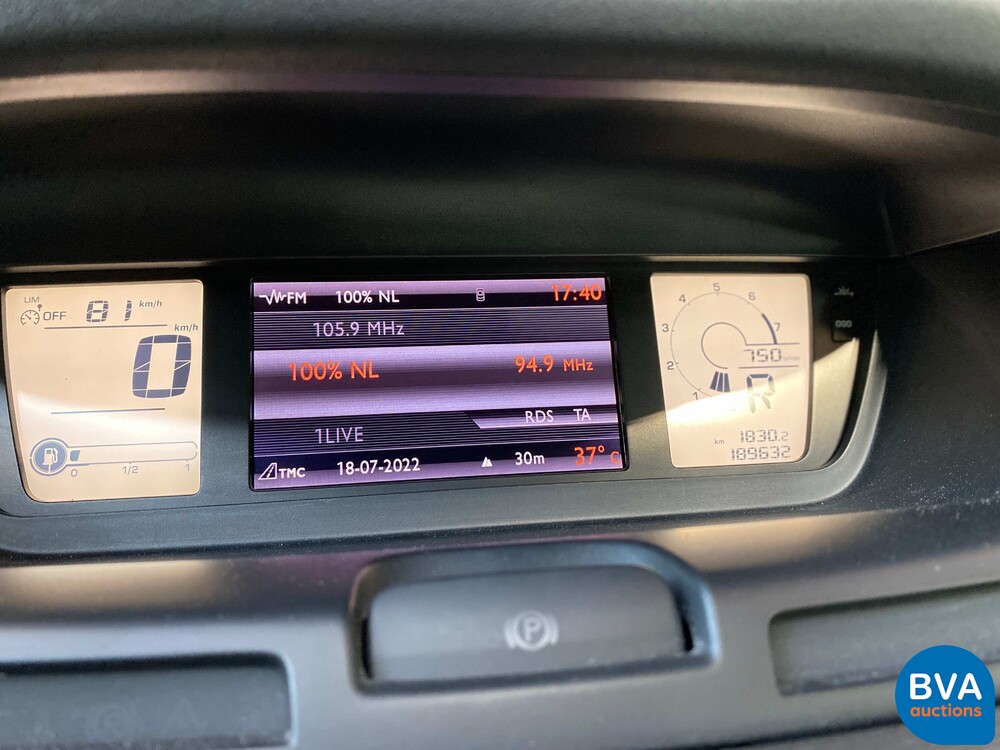 LIM
OFF 81 km/h
km/h
0
0 1/2 1
FM 100% NL 17:40
105.9 MHz
100% NL 94.9 MHz
RDS TA
1LIVE
TMC 18-07-2022 30m 37° C
1 2 3 4 5 6 7
750
R
km 1830.2
189632
P
BVA
auctions